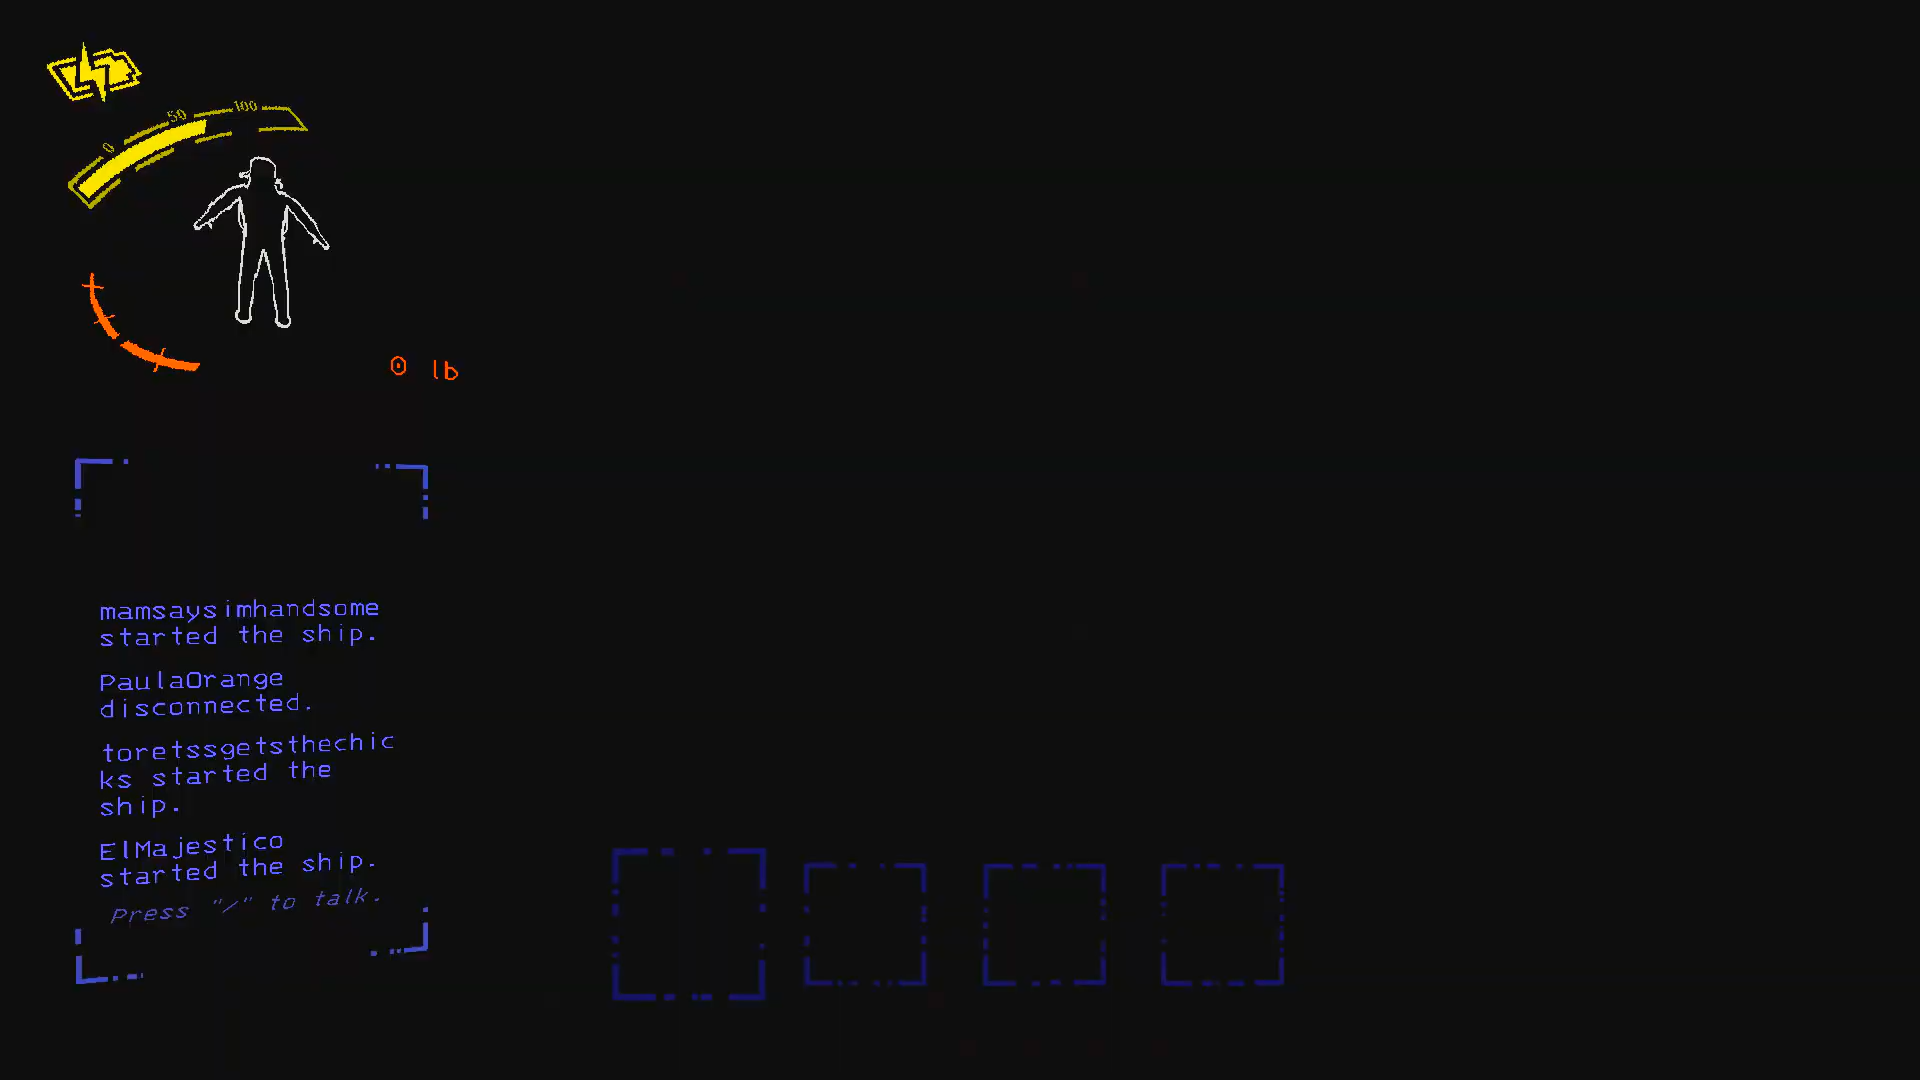 0
50
100
0 lb
mamsaysimhandsome
started the ship.
PaulaOrange
disconnected.
toretssgetsthechic
ks started the
ship.
ElMajestico
started the ship.
Press "/" to talk.